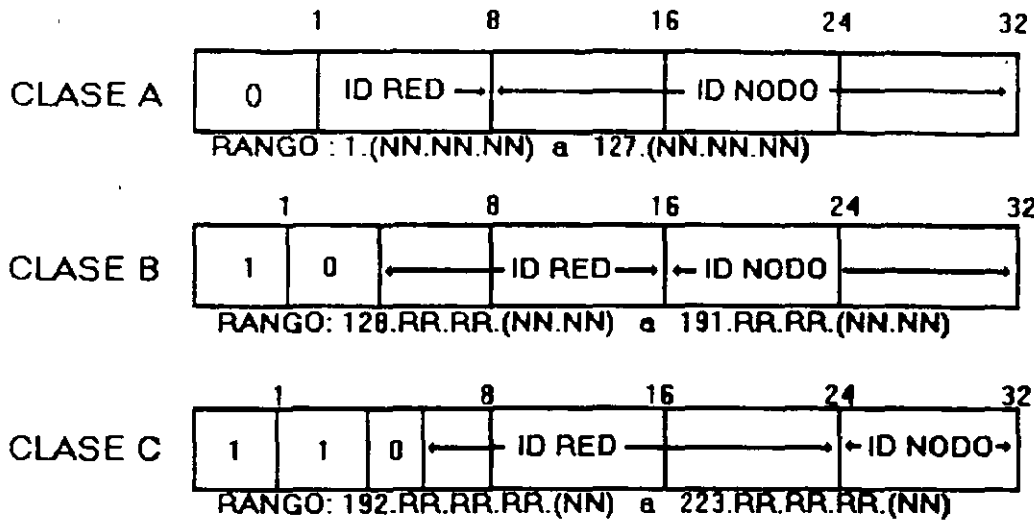 1 8 16 24 32
CLASE A 0 ID RED ID NODO
RANGO : 1.(NN.NN.NN) a 127.(NN.NN.NN)
1 8 16 24 32
CLASE B 1 0 ID RED ID NODO
RANGO: 128.RR.RR.(NN.NN) a 191.RR.RR.(NN.NN)
1 8 16 24 32
CLASE C 1 1 0 ID RED ID NODO
RANGO: 192.RR.RR.RR.(NN) a 223.RR.RR.RR.(NN)